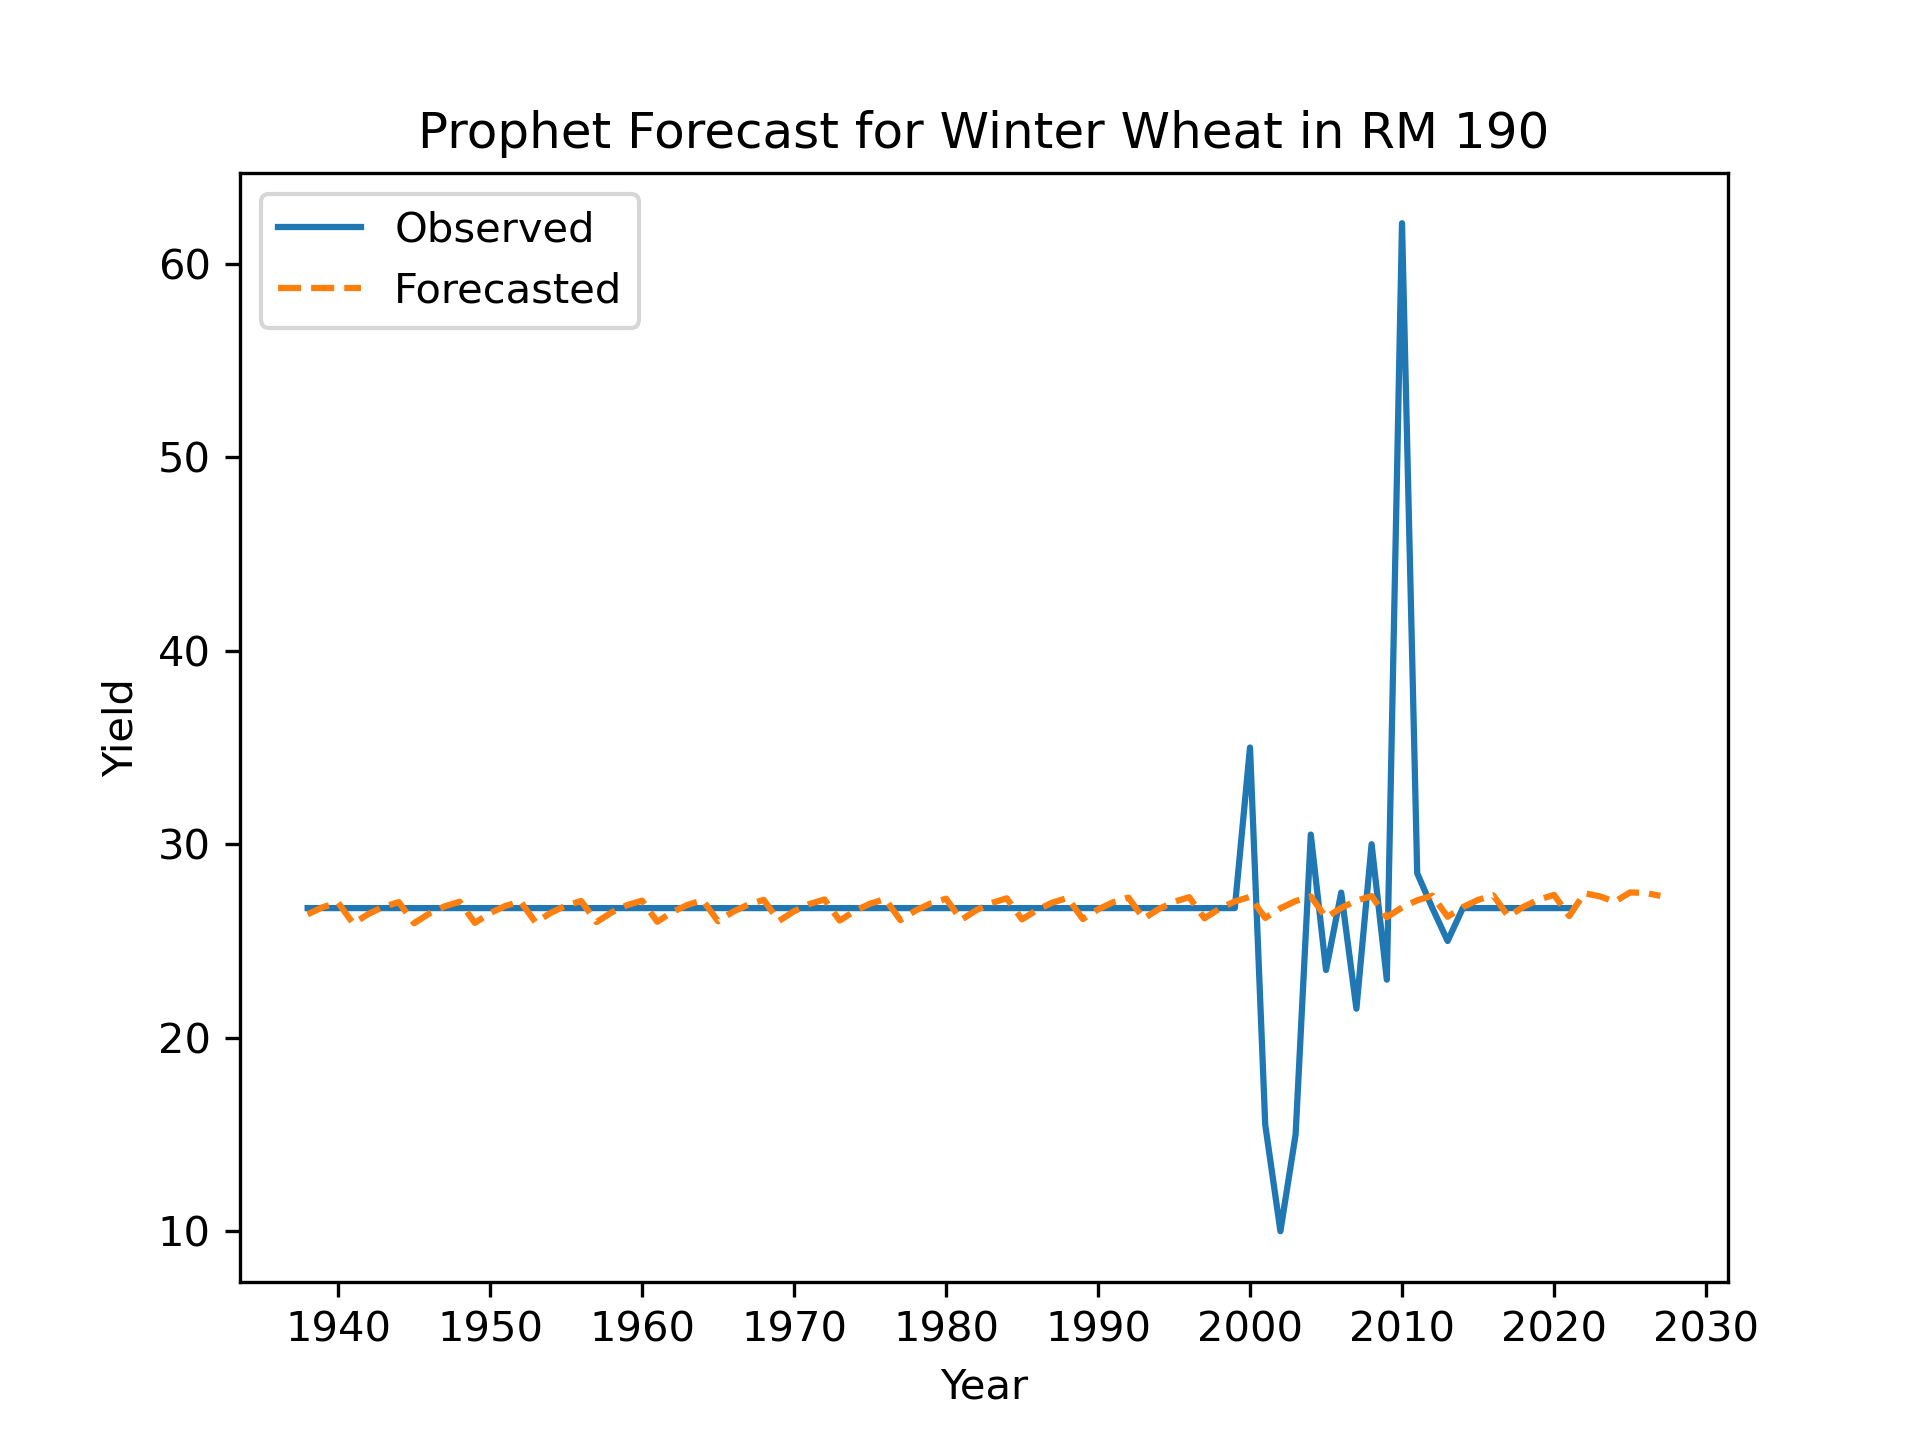 Prophet Forecast for Winter Wheat in RM 190
Observed
Forecasted
60
50
40
30
20
10
Yield
1940 1950 1960 1970 1980 1990 2000 2010 2020 2030
Year